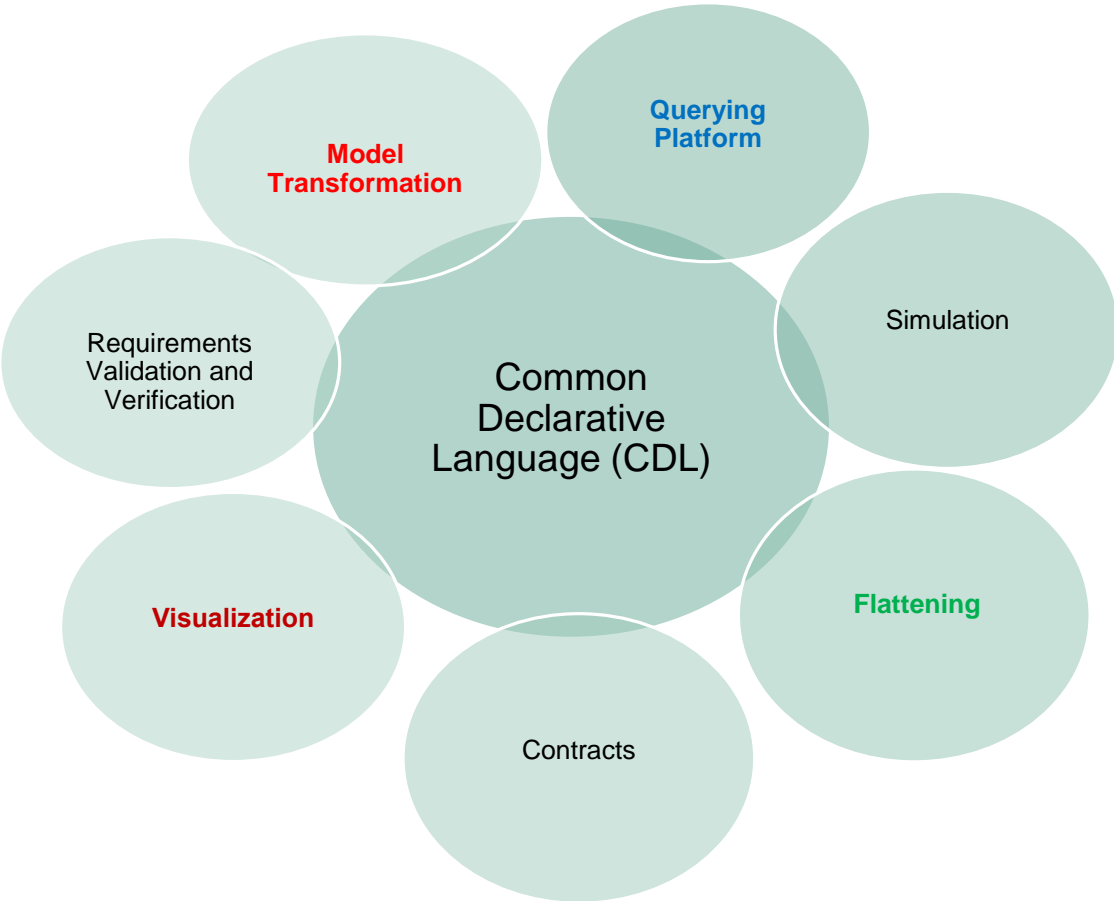 Querying
Platform
Model
Transformation
Simulation
Requirements
Validation and
Verification
Common
Declarative
Language (CDL)
Flattening
Visualization
Contracts